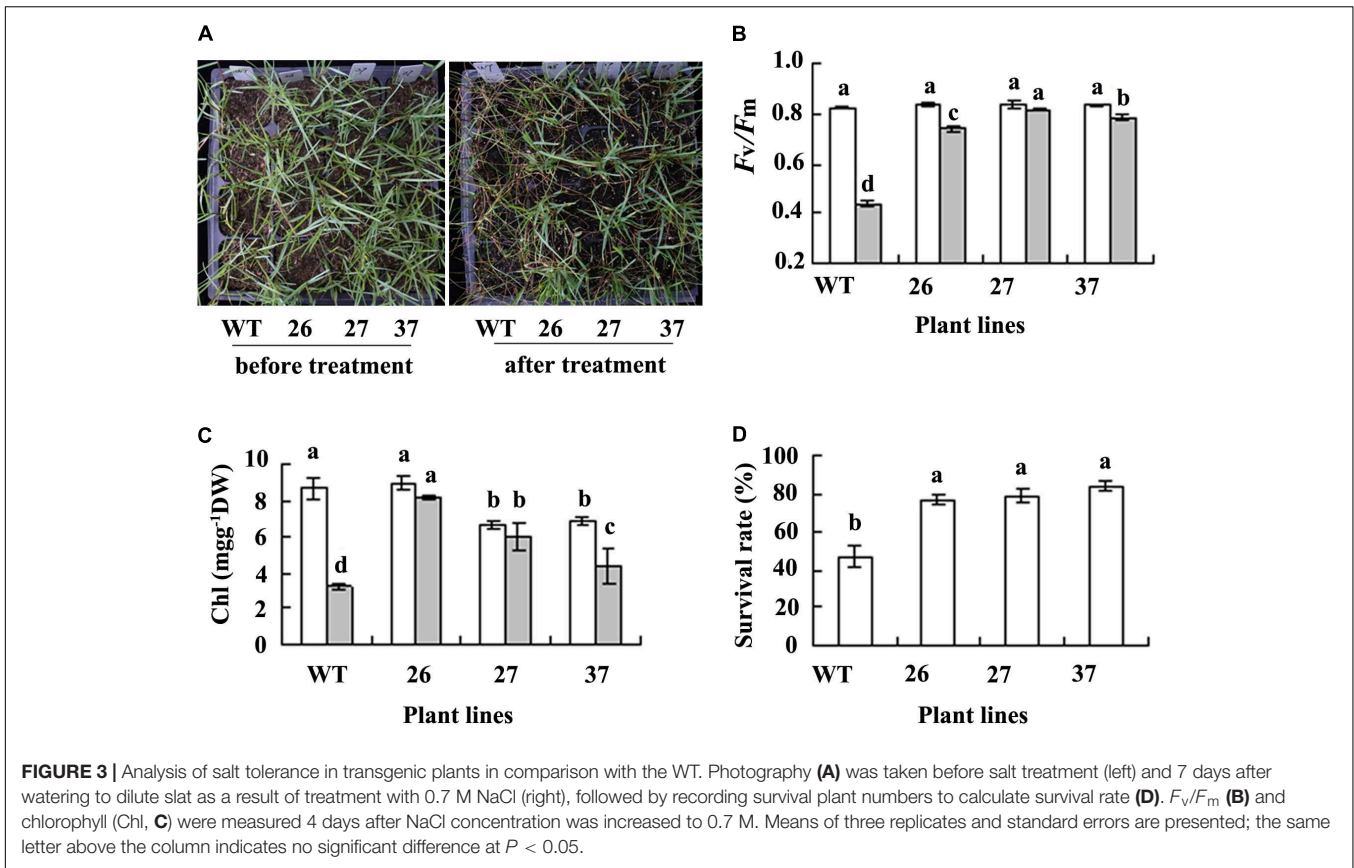 A
WT 26 27 37 WT 26 27 37
before treatment after treatment
B
Fv/Fm
1.0
0.8
0.6
0.4
0.2
a d a c a a a b
WT 26 27 37
Plant lines
C
Chl (mgg-1DW)
10
8
6
4
2
0
a d a a b b b c
WT 26 27 37
Plant lines
D
Survival rate (%)
100
80
60
40
20
0
b a a a
WT 26 27 37
Plant lines
FIGURE 3 | Analysis of salt tolerance in transgenic plants in comparison with the WT. Photography (A) was taken before salt treatment (left) and 7 days after
watering to dilute slat as a result of treatment with 0.7 M NaCl (right), followed by recording survival plant numbers to calculate survival rate (D). Fv/Fm (B) and
chlorophyll (Chl, C) were measured 4 days after NaCl concentration was increased to 0.7 M. Means of three replicates and standard errors are presented; the same
letter above the column indicates no significant difference at P < 0.05.